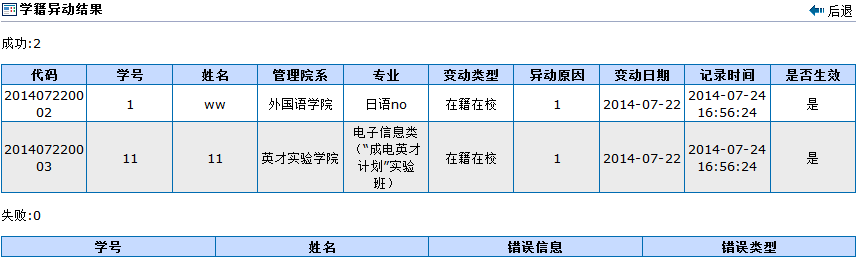 学籍异动结果
后退
成功:2
代码 学号 姓名 管理院系 专业 变动类型 异动原因 变动日期 记录时间 是否生效
2014072200
02 1 ww 外国语学院 日语no 在籍在校 1 2014-07-22 2014-07-24
16:56:24 是
2014072200
03 11 11 英才实验学院 电子信息类
（“成电英才
计划”实验
班） 在籍在校 1 2014-07-22 2014-07-24
16:56:24 是
失败:0
学号 姓名 错误信息 错误类型